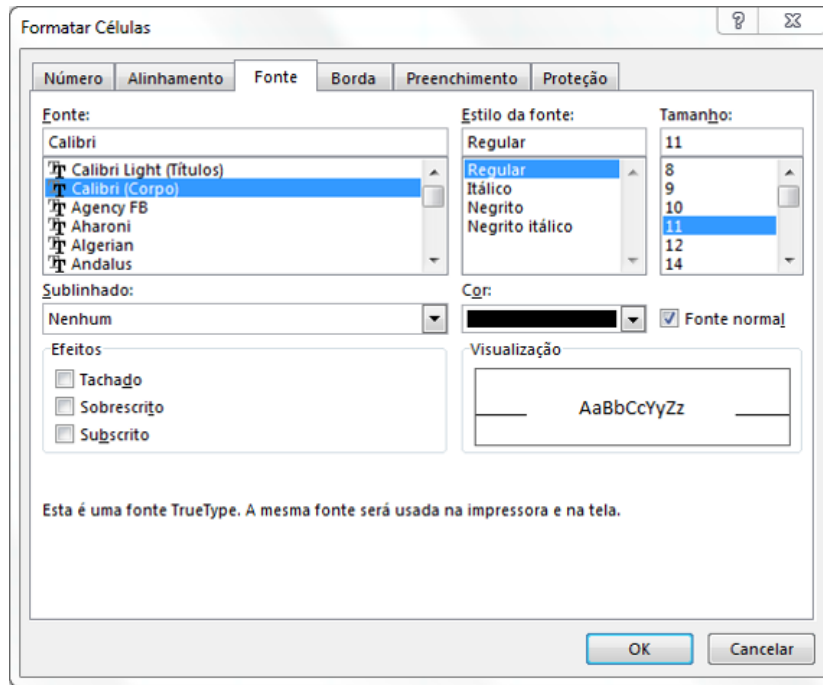 Formatar Células
Número Alinhamento Fonte Borda Preenchimento Proteção
Fonte: Estilo da fonte: Tamanho:
Calibri Regular 11
Calibri Light (Títulos) Regular 8
Calibri (Corpo) Itálico 9
Agency FB Negrito 10
Aharoni Negrito itálico 11
Algerian 12
Andalus 14
Sublinhado: Cor:
Nenhum Fonte normal
Efeitos Visualização
Tachado
Sobrescrito AaBbCcYyZz
Subscrito
Esta é uma fonte TrueType. A mesma fonte será usada na impressora e na tela.
OK Cancelar